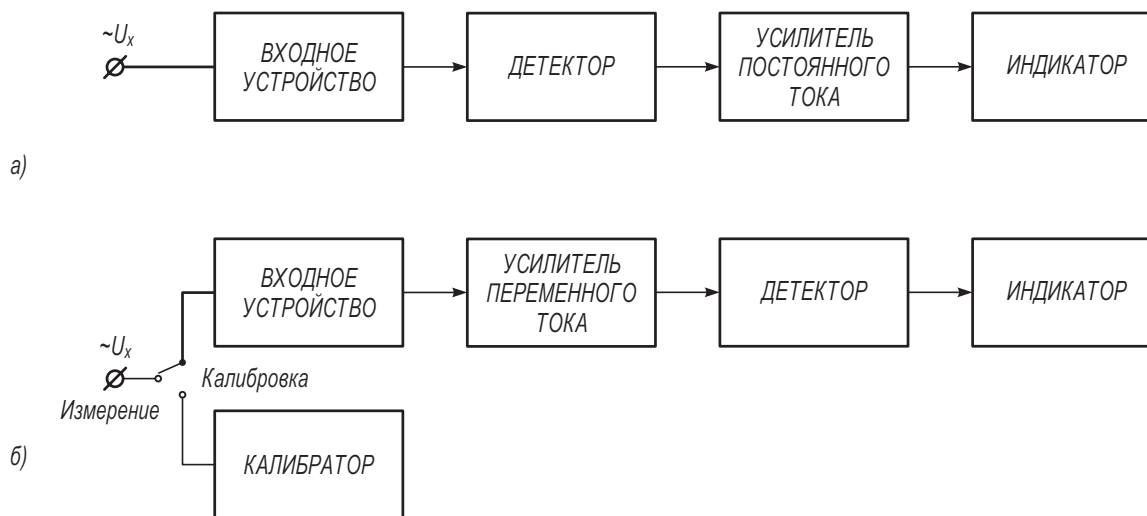 ~Uₓ
ВХОДНОЕ
УСТРОЙСТВО
ДЕТЕКТОР
УСИЛИТЕЛЬ
ПОСТОЯННОГО
ТОКА
ИНДИКАТОР
а)
ВХОДНОЕ
УСТРОЙСТВО
УСИЛИТЕЛЬ
ПЕРЕМЕННОГО
ТОКА
ДЕТЕКТОР
ИНДИКАТОР
~Uₓ
Калибровка
Измерение
б)
КАЛИБРАТОР